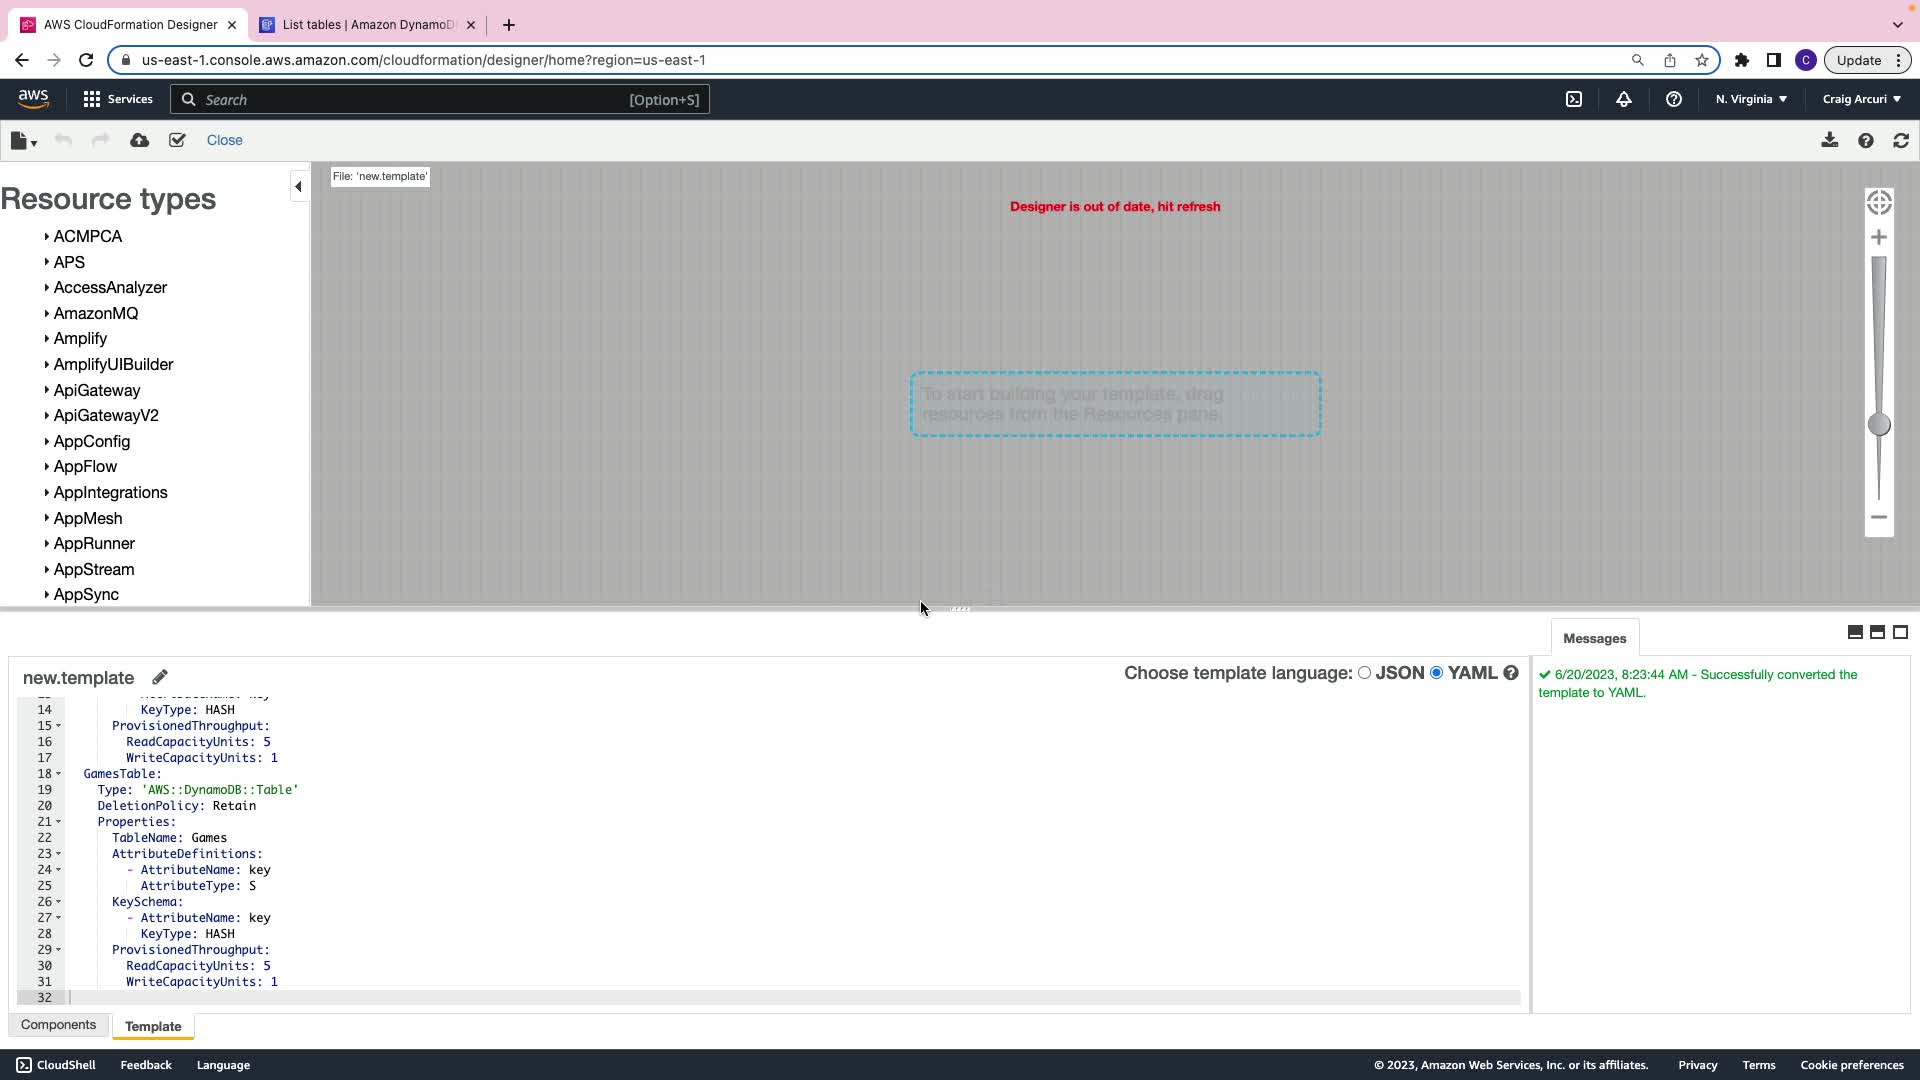 AWS CloudFormation Designer
List tables | Amazon DynamoD
us-east-1.console.aws.amazon.com/cloudformation/designer/home?region=us-east-1
C
Update
aws
Services
Search
[Option+S]
N. Virginia
Craig Arcuri
Close
Resource types
ACMPCA
APS
AccessAnalyzer
AmazonMQ
Amplify
AmplifyUIBuilder
ApiGateway
ApiGatewayV2
AppConfig
AppFlow
AppIntegrations
AppMesh
AppRunner
AppStream
AppSync
File: 'new.template'
Designer is out of date, hit refresh
To start building your template, drag
resources from the Resources pane.
Messages
6/20/2023, 8:23:44 AM - Successfully converted the
template to YAML.
new.template
Choose template language: JSON YAML
14 KeyType: HASH
15 ProvisionedThroughput:
16 ReadCapacityUnits: 5
17 WriteCapacityUnits: 1
18 GamesTable:
19 Type: 'AWS::DynamoDB::Table'
20 DeletionPolicy: Retain
21 Properties:
22 TableName: Games
23 AttributeDefinitions:
24 - AttributeName: key
25 AttributeType: S
26 KeySchema:
27 - AttributeName: key
28 KeyType: HASH
29 ProvisionedThroughput:
30 ReadCapacityUnits: 5
31 WriteCapacityUnits: 1
32
Components
Template
CloudShell
Feedback
Language
© 2023, Amazon Web Services, Inc. or its affiliates.
Privacy
Terms
Cookie preferences